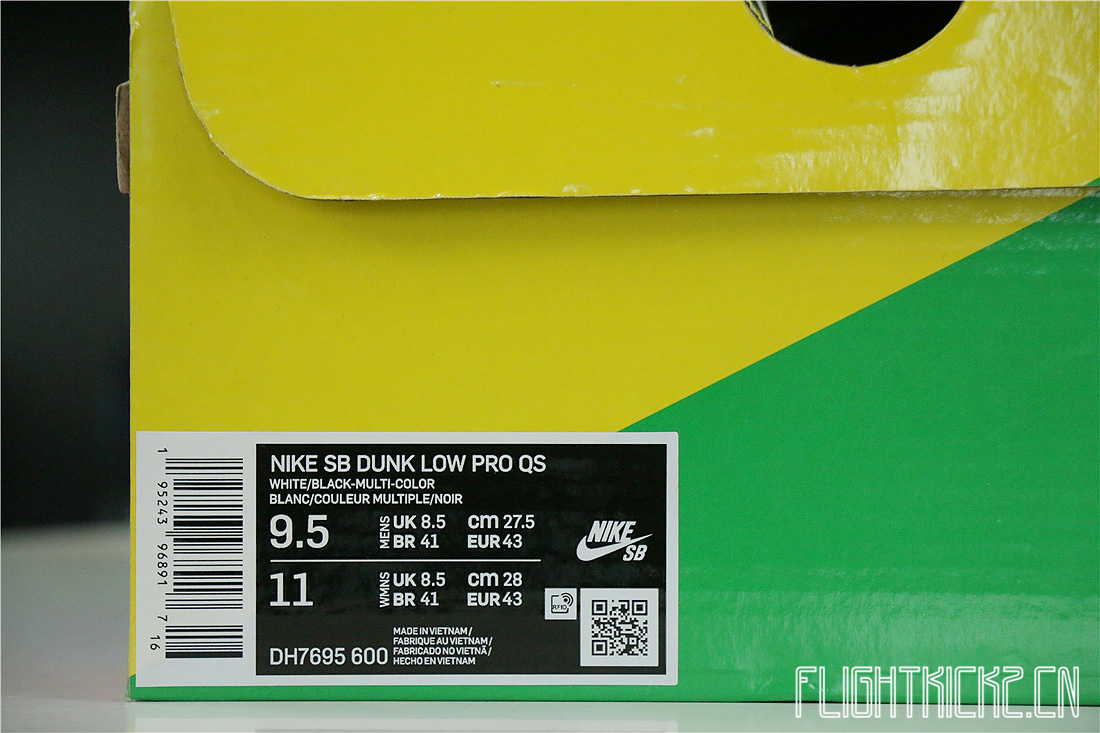 NIKE SB DUNK LOW PRO QS
WHITE/BLACK-MULTI-COLOR
BLANC/COULEUR MULTIPLE/NOIR
9.5 MENS UK 8.5 cm 27.5
BR 41 EUR 43
11 WMNS UK 8.5 cm 28
BR 41 EUR 43
NIKE
SB
RFID
DH7695 600
MADE IN VIETNAM /
FABRIQUE AU VIETNAM /
FABRICADO NO VIETNÃ /
HECHO EN VIETNAM
1 95243 96891 7 16
FLIGHTKICKZ.CN